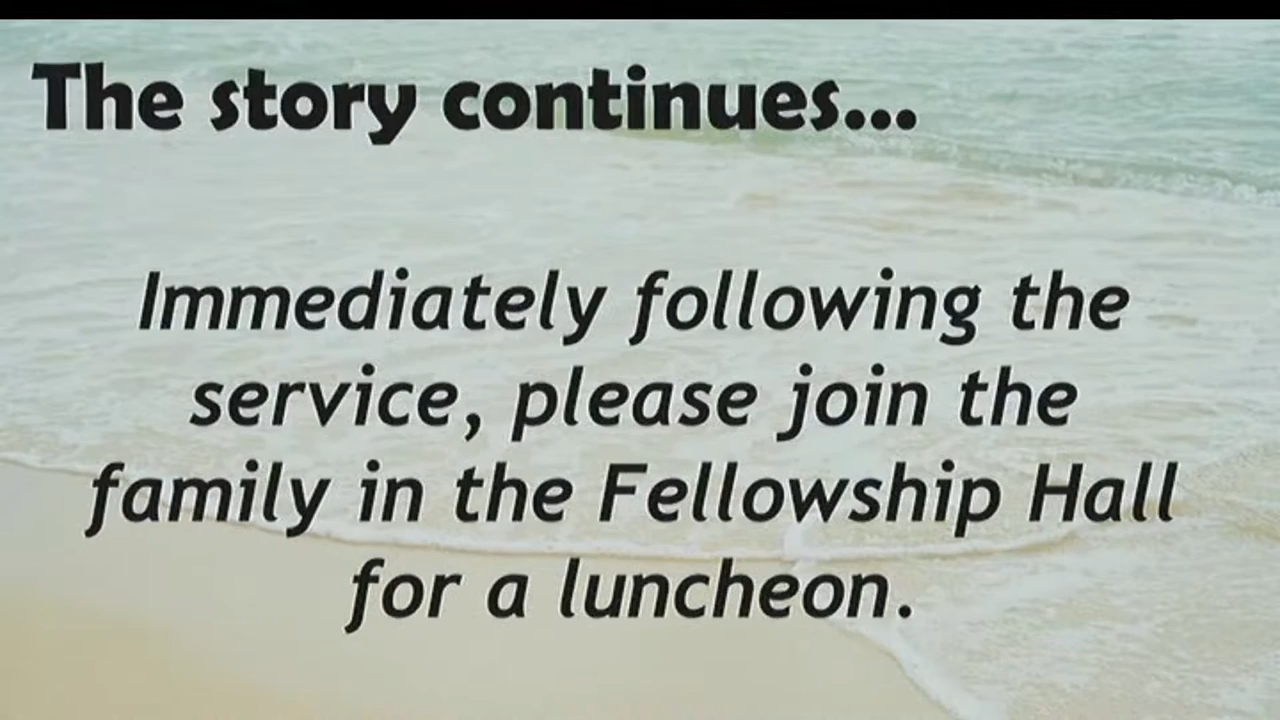 The story continues...
Immediately following the
service, please join the
family in the Fellowship Hall
for a luncheon.